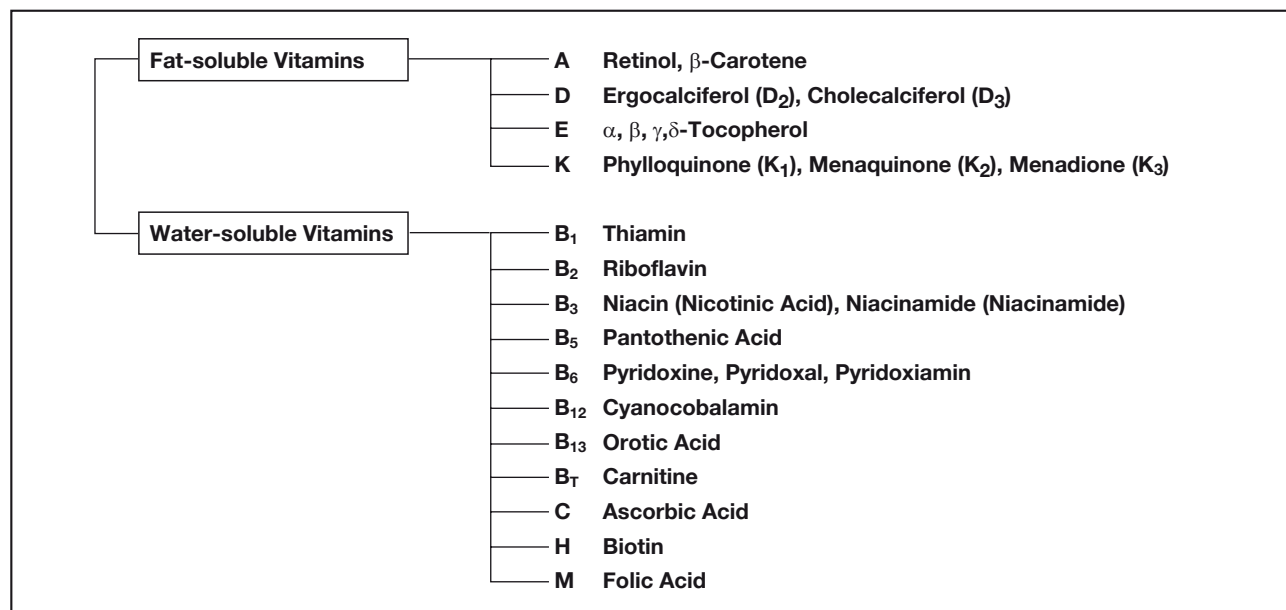 Fat-soluble Vitamins
A Retinol, β-Carotene
D Ergocalciferol (D₂), Cholecalciferol (D₃)
E α, β, γ,δ-Tocopherol
K Phylloquinone (K₁), Menaquinone (K₂), Menadione (K₃)
Water-soluble Vitamins
B₁ Thiamin
B₂ Riboflavin
B₃ Niacin (Nicotinic Acid), Niacinamide (Niacinamide)
B₅ Pantothenic Acid
B₆ Pyridoxine, Pyridoxal, Pyridoxiamin
B₁₂ Cyanocobalamin
B₁₃ Orotic Acid
B_T Carnitine
C Ascorbic Acid
H Biotin
M Folic Acid